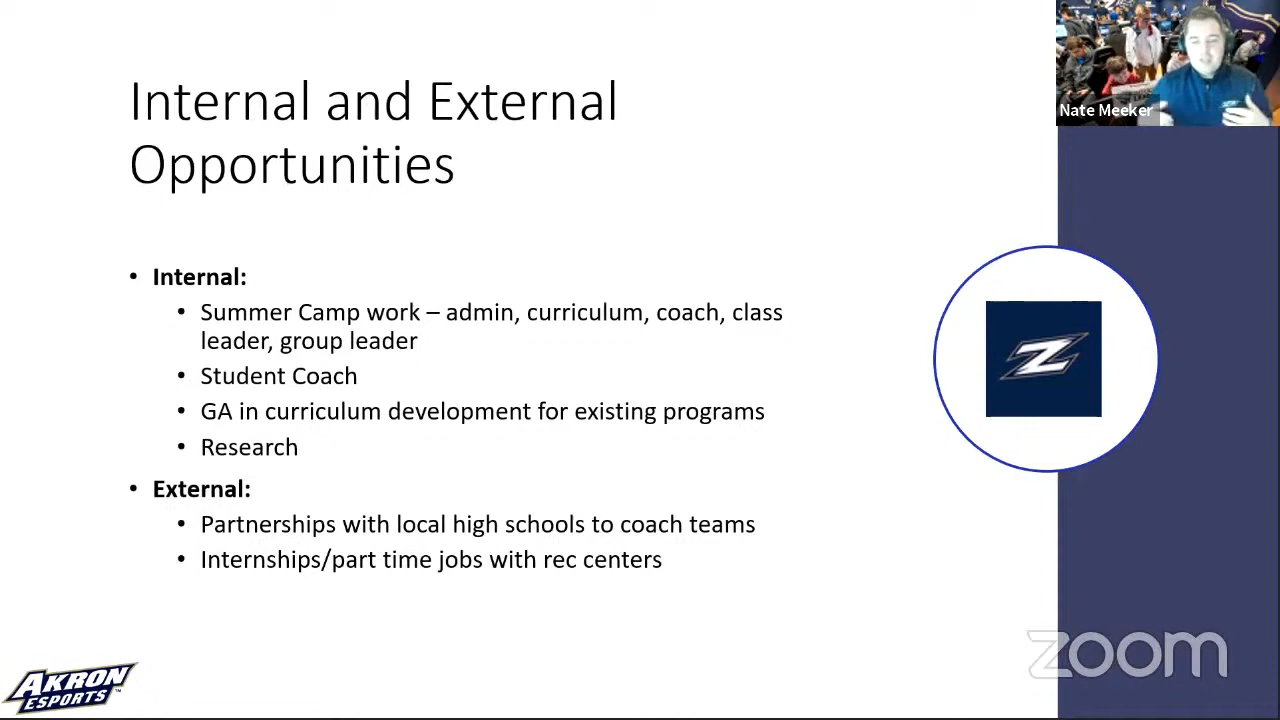 Internal and External
Opportunities
Nate Meeker
• Internal:
• Summer Camp work – admin, curriculum, coach, class
leader, group leader
• Student Coach
• GA in curriculum development for existing programs
• Research
• External:
• Partnerships with local high schools to coach teams
• Internships/part time jobs with rec centers
Z
AKRON
ESPORTS™
zoom